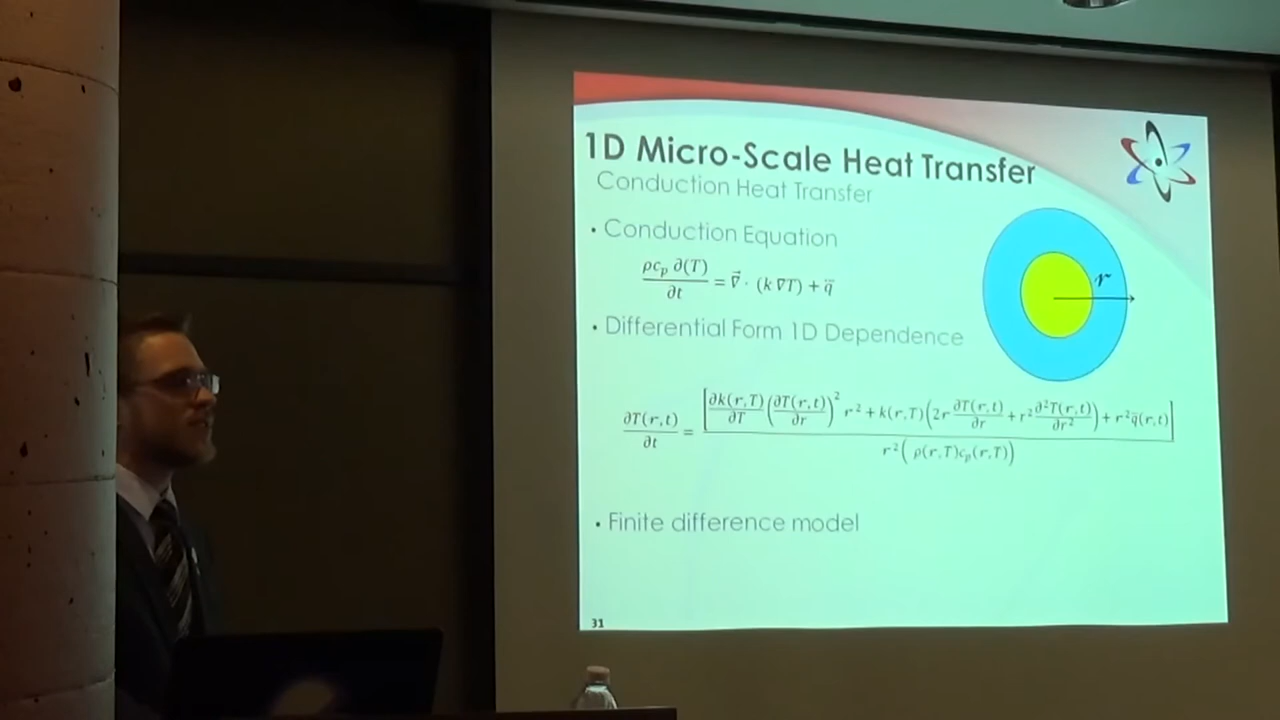 1D Micro-Scale Heat Transfer
Conduction Heat Transfer
• Conduction Equation
r
ρc_p ∂(T) / ∂t = ∇⃗ · (k ∇T) + q⃛
• Differential Form 1D Dependence
∂T(r,t) / ∂t = [∂k(r,T)/∂T (∂T(r,t)/∂r)² r² + k(r,T)(2r ∂T(r,t)/∂r + r² ∂²T(r,t)/∂r²) + r² q⃛(r,t)] / r²(ρ(r,T)c_p(r,T))
• Finite difference model
31